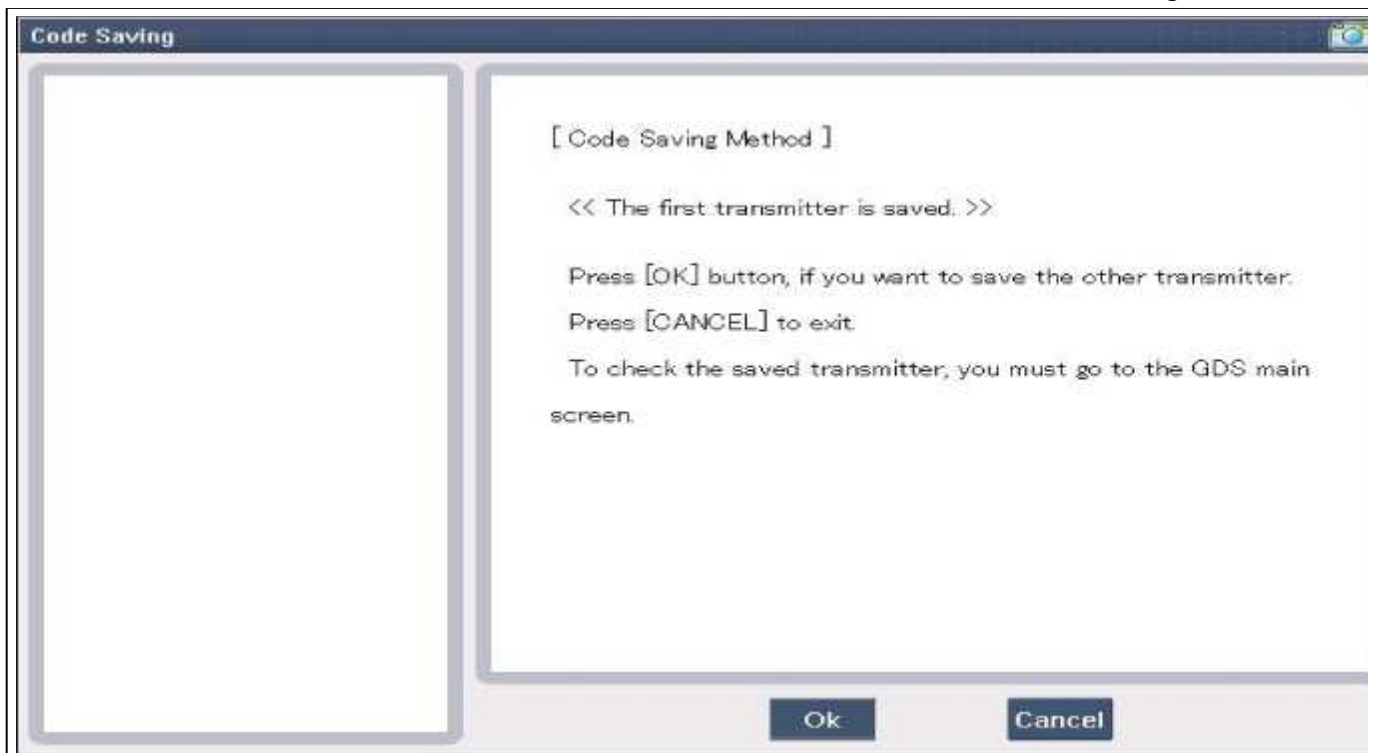 Code Saving
[ Code Saving Method ]
<< The first transmitter is saved. >>
Press [OK] button, if you want to save the other transmitter.
Press [CANCEL] to exit.
To check the saved transmitter, you must go to the GDS main
screen.
Ok
Cancel